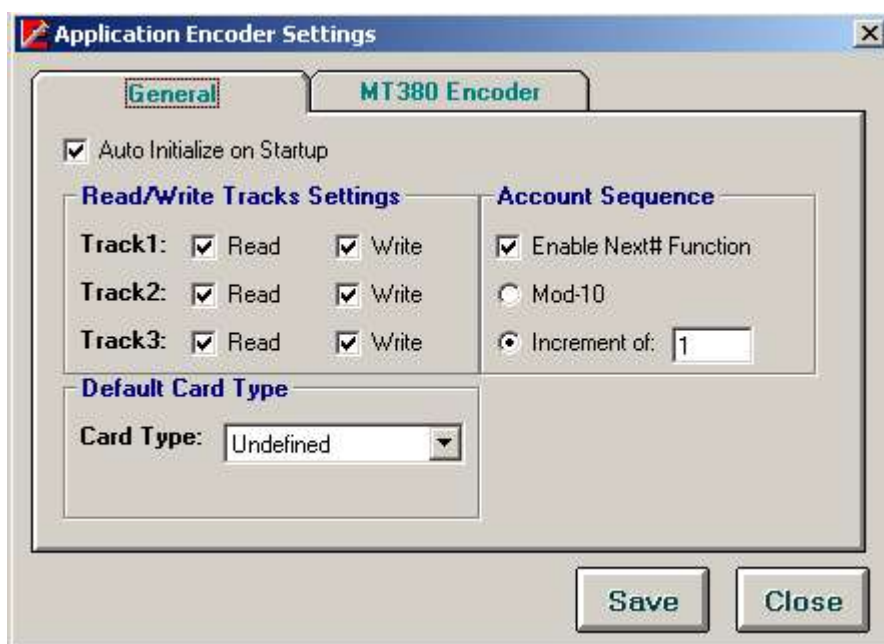 Application Encoder Settings
General
MT380 Encoder
Auto Initialize on Startup
Read/Write Tracks Settings
Track1: Read Write
Track2: Read Write
Track3: Read Write
Account Sequence
Enable Next# Function
Mod-10
Increment of: 1
Default Card Type
Card Type: Undefined
Save
Close